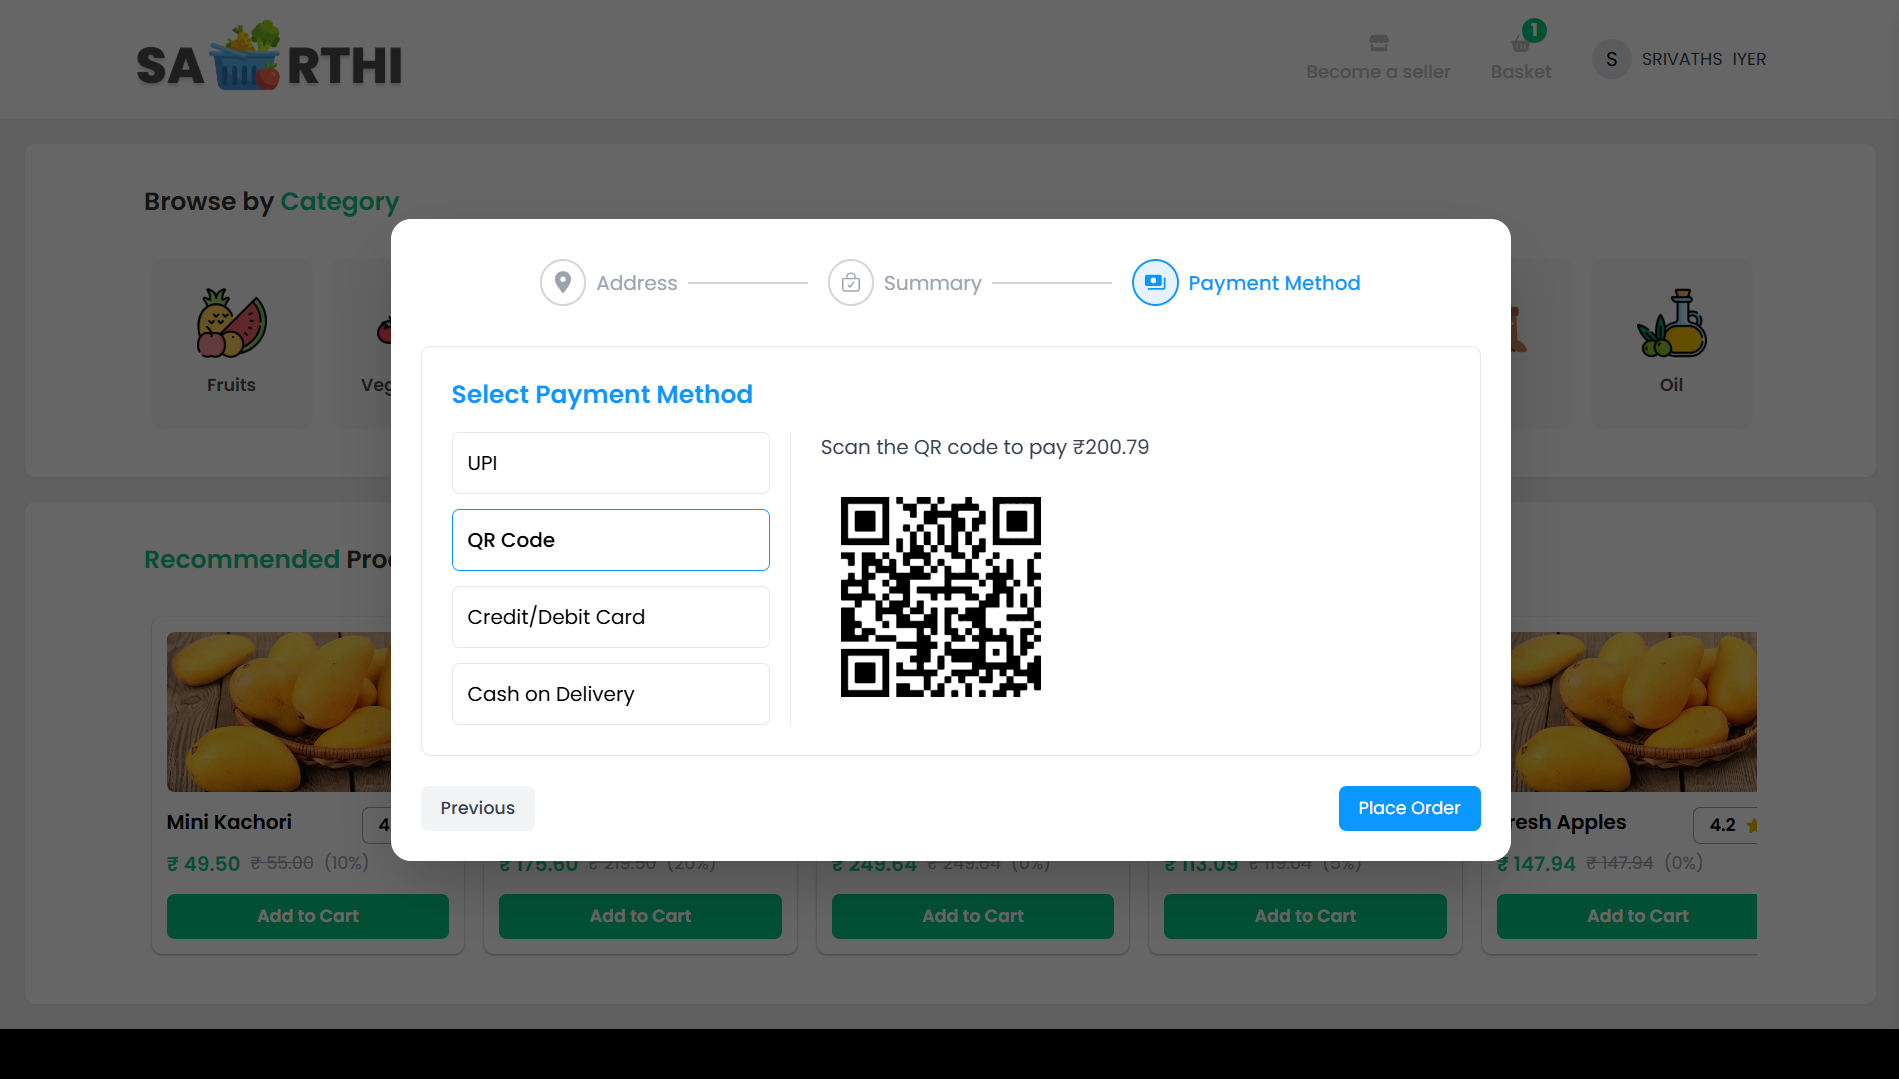 SA RTHI
Become a seller
1
Basket
S
SRIVATHS IYER
Browse by Category
Fruits
Oil
Address
Summary
Payment Method
Select Payment Method
UPI
QR Code
Credit/Debit Card
Cash on Delivery
Scan the QR code to pay ₹200.79
Previous
Place Order
Recommended
Mini Kachori
₹ 49.50 ₹ 55.00 (10%)
Add to Cart
₹ 175.60 ₹ 219.50 (20%)
Add to Cart
₹ 249.64 ₹ 249.64 (0%)
Add to Cart
₹ 113.09 ₹ 119.04 (5%)
Add to Cart
resh Apples
4.2
₹ 147.94 ₹ 147.94 (0%)
Add to Cart